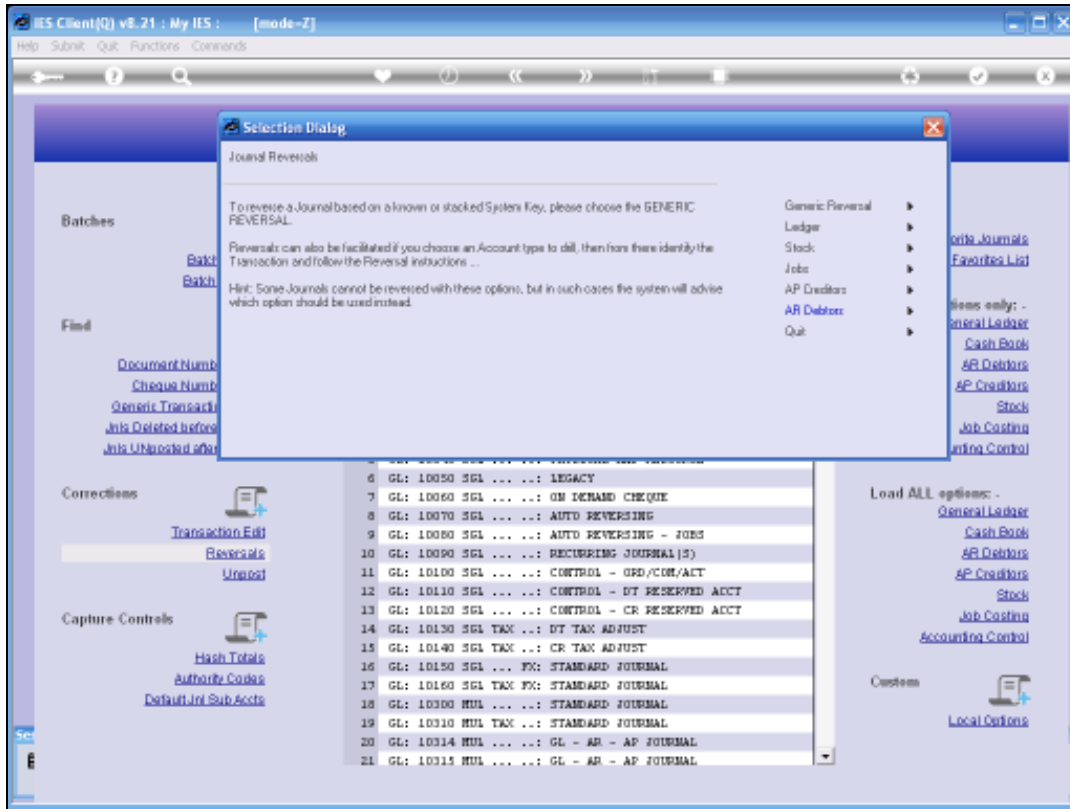 IES Client(Q) v8.21 : My IES : [mode=Z]
Help Submit Quit Functions Commands
Selection Dialog
Journal Reversals
To reverse a Journal based on a known or stacked System Key, please choose the GENERIC
REVERSAL.
Reversals can also be facilitated if you choose an Account type to drill, then from there identify the
Transaction and follow the Reversal instructions ...
Hint: Some Journals cannot be reversed with these options, but in such cases the system will advise
which option should be used instead.
Generic Reversal
Ledger
Stock
Jobs
AP Creditors
AR Debtors
Quit
Batches
Batch
Batch
Find
Document Numb
Cheque Numb
Generic Transacti
Jnls Deleted before
Jnls UNposted after
Corrections
Transaction Edit
Reversals
Unpost
Capture Controls
Hash Totals
Authority Codes
Default Jnl Sub Accts
6 GL: 10050 SGL ... ..: LEGACY
7 GL: 10060 SGL ... ..: ON DEMAND CHEQUE
8 GL: 10070 SGL ... ..: AUTO REVERSING
9 GL: 10080 SGL ... ..: AUTO REVERSING - JOBS
10 GL: 10090 SGL ... ..: RECURRING JOURNAL(S)
11 GL: 10100 SGL ... ..: CONTROL - ORD/COM/ACT
12 GL: 10110 SGL ... ..: CONTROL - DT RESERVED ACCT
13 GL: 10120 SGL ... ..: CONTROL - CR RESERVED ACCT
14 GL: 10130 SGL TAX ..: DT TAX ADJUST
15 GL: 10140 SGL TAX ..: CR TAX ADJUST
16 GL: 10150 SGL ... FX: STANDARD JOURNAL
17 GL: 10160 SGL TAX FX: STANDARD JOURNAL
18 GL: 10300 MUL ... ..: STANDARD JOURNAL
19 GL: 10310 MUL TAX ..: STANDARD JOURNAL
20 GL: 10314 MUL ... ..: GL - AR - AP JOURNAL
21 GL: 10315 MUL ... ..: GL - AR - AP JOURNAL
orite Journals
Favorites List
tions only: -
eneral Ledger
Cash Book
AR Debtors
AP Creditors
Stock
Job Costing
unting Control
Load ALL options: -
General Ledger
Cash Book
AR Debtors
AP Creditors
Stock
Job Costing
Accounting Control
Custom
Local Options